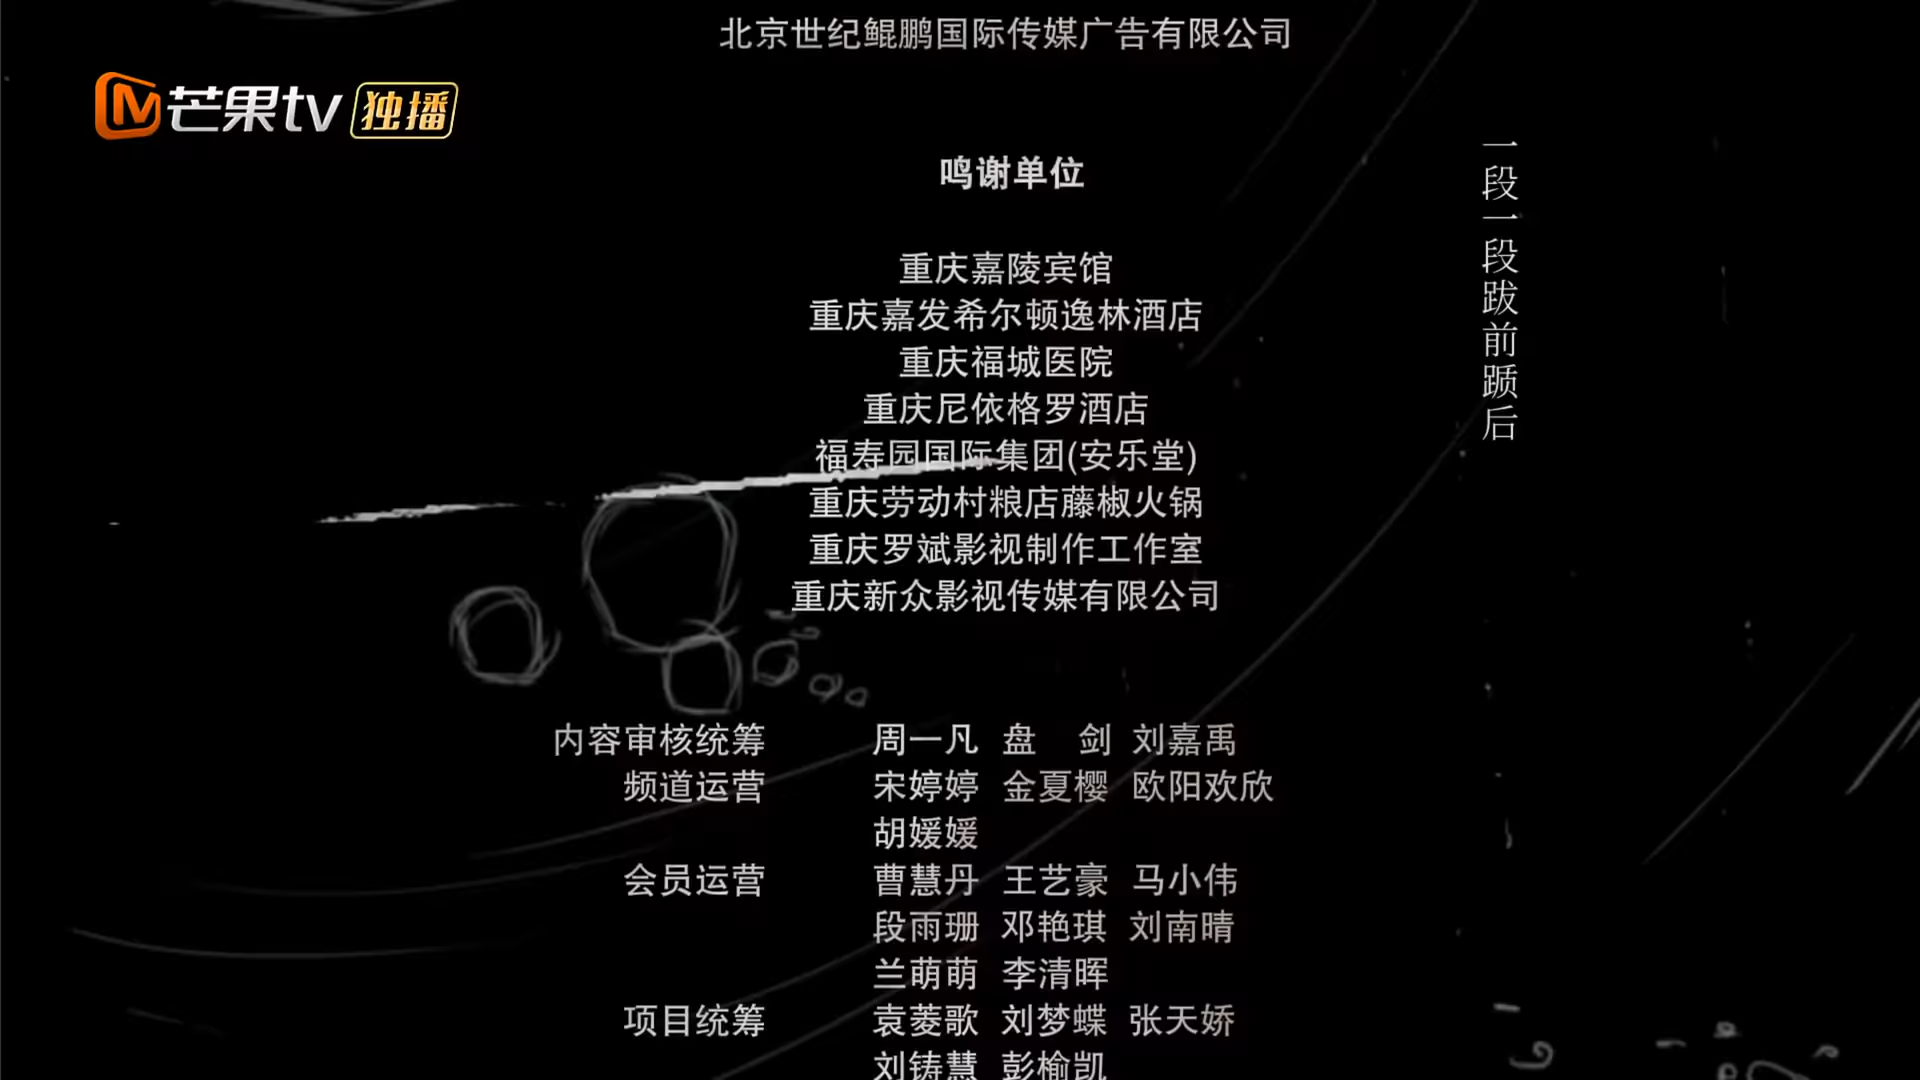 北京世纪鲲鹏国际传媒广告有限公司
芒果tv 独播
鸣谢单位
一段一段跋前踬后
重庆嘉陵宾馆
重庆嘉发希尔顿逸林酒店
重庆福城医院
重庆尼依格罗酒店
福寿园国际集团(安乐堂)
重庆劳动村粮店藤椒火锅
重庆罗斌影视制作工作室
重庆新众影视传媒有限公司
内容审核统筹 周一凡 盘 剑 刘嘉禹
频道运营 宋婷婷 金夏樱 欧阳欢欣
胡媛媛
会员运营 曹慧丹 王艺豪 马小伟
段雨珊 邓艳琪 刘南晴
兰萌萌 李清晖
项目统筹 袁菱歌 刘梦蝶 张天娇
刘铸慧 彭榆凯